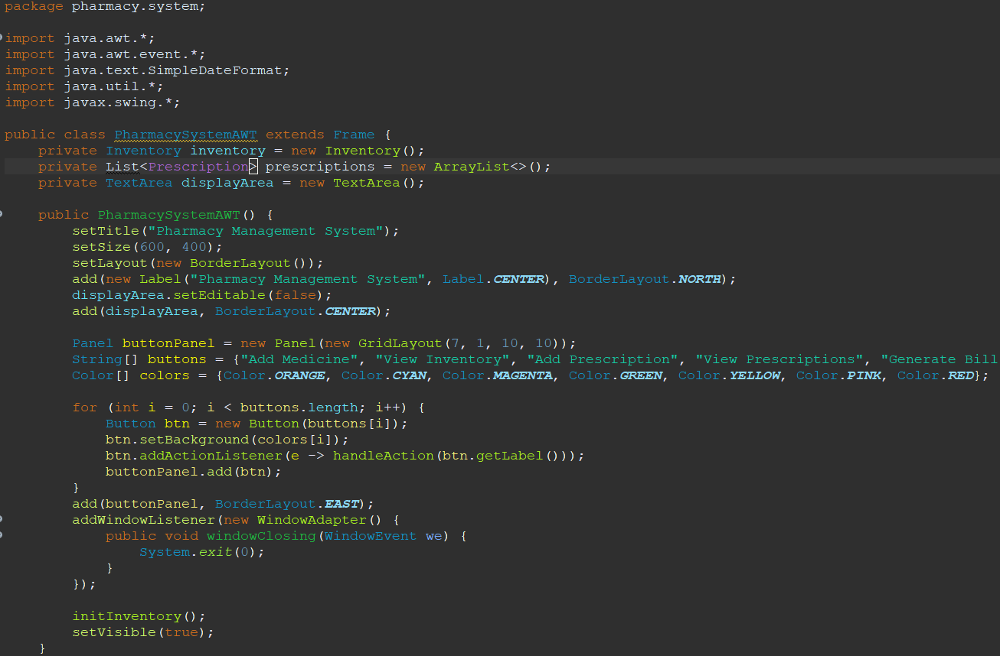 package pharmacy.system;
import java.awt.*;
import java.awt.event.*;
import java.text.SimpleDateFormat;
import java.util.*;
import javax.swing.*;
public class PharmacySystemAWT extends Frame {
    private Inventory inventory = new Inventory();
    private List<Prescription> prescriptions = new ArrayList<>();
    private TextArea displayArea = new TextArea();
    public PharmacySystemAWT() {
        setTitle("Pharmacy Management System");
        setSize(600, 400);
        setLayout(new BorderLayout());
        add(new Label("Pharmacy Management System", Label.CENTER), BorderLayout.NORTH);
        displayArea.setEditable(false);
        add(displayArea, BorderLayout.CENTER);
        Panel buttonPanel = new Panel(new GridLayout(7, 1, 10, 10));
        String[] buttons = {"Add Medicine", "View Inventory", "Add Prescription", "View Prescriptions", "Generate Bill
        Color[] colors = {Color.ORANGE, Color.CYAN, Color.MAGENTA, Color.GREEN, Color.YELLOW, Color.PINK, Color.RED};
        for (int i = 0; i < buttons.length; i++) {
            Button btn = new Button(buttons[i]);
            btn.setBackground(colors[i]);
            btn.addActionListener(e -> handleAction(btn.getLabel()));
            buttonPanel.add(btn);
        }
        add(buttonPanel, BorderLayout.EAST);
        addWindowListener(new WindowAdapter() {
            public void windowClosing(WindowEvent we) {
                System.exit(0);
            }
        });
        initInventory();
        setVisible(true);
    }